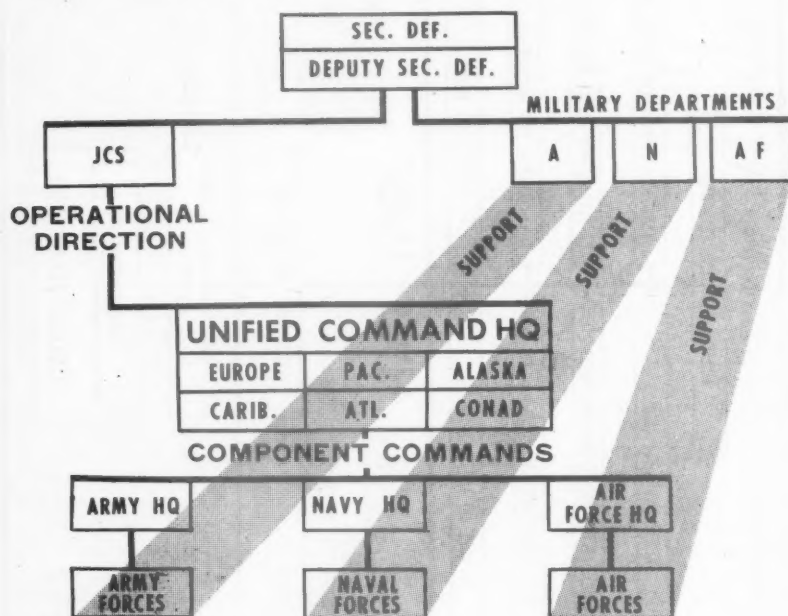 SEC. DEF.
DEPUTY SEC. DEF.
MILITARY DEPARTMENTS
JCS
A
N
AF
OPERATIONAL
DIRECTION
SUPPORT
SUPPORT
SUPPORT
UNIFIED COMMAND HQ
EUROPE
PAC.
ALASKA
CARIB.
ATL.
CONAD
COMPONENT COMMANDS
ARMY HQ
NAVY HQ
AIR
FORCE HQ
ARMY
FORCES
NAVAL
FORCES
AIR
FORCES